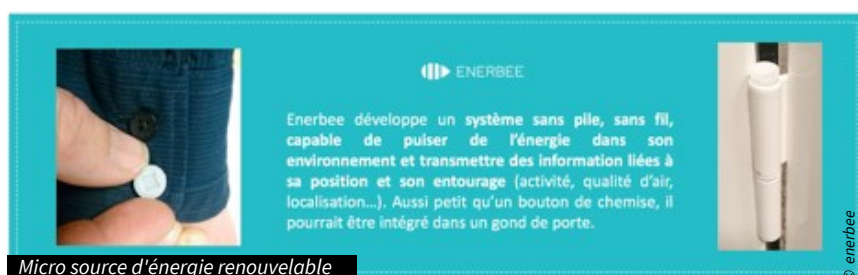 ENERBEE
Enerbee développe un système sans pile, sans fil,
capable de puiser de l'énergie dans son
environnement et transmettre des information liées à
sa position et son entourage (activité, qualité d'air,
localisation...). Aussi petit qu'un bouton de chemise, il
pourrait être intégré dans un gond de porte.
Micro source d'énergie renouvelable
© enerbee